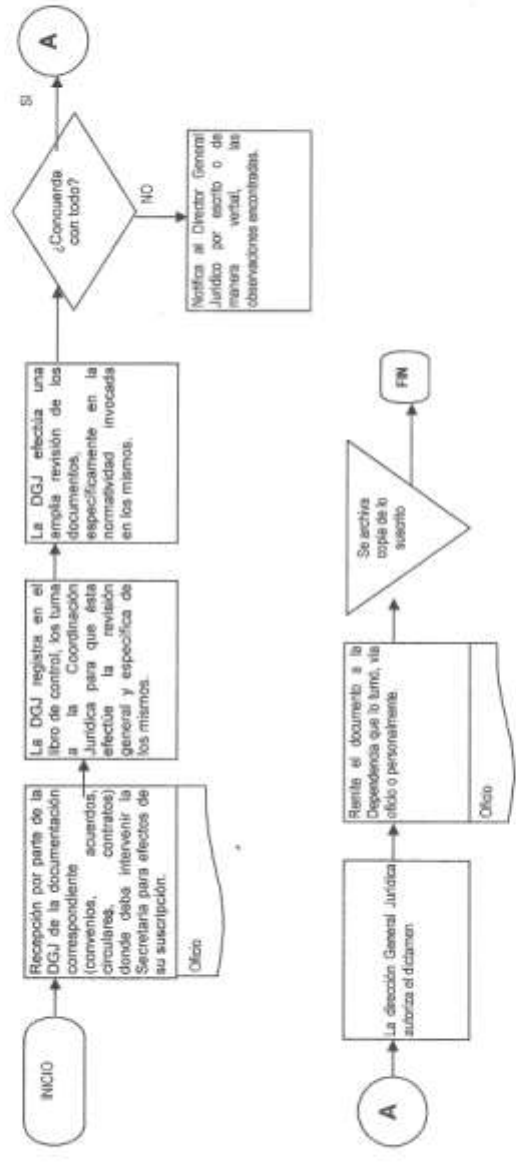 INICIO
Recepción por parte de la
DGJ de la documentación
correspondiente
(convenios, acuerdos,
circulares, contratos)
donde deba intervenir la
Secretaría para efectos de
su suscripción.
Oficio
La DGJ registra en el
libro de control, los turna
a la Coordinación
Jurídica para que ésta
efectúe la revisión
general y específica de
los mismos.
La DGJ efectúa una
amplia revisión de los
documentos,
específicamente en la
normatividad invocada
en los mismos.
¿Concuerda
con todo?
SI
A
NO
Notifica al Director General
Jurídico por escrito o de
manera verbal, las
observaciones encontradas.
A
La dirección General Jurídica
autoriza el dictamen
Remite el documento a la
Dependencia que lo turnó, vía
oficio o personalmente.
Oficio
Se archiva
copia de lo
suscrito
FIN